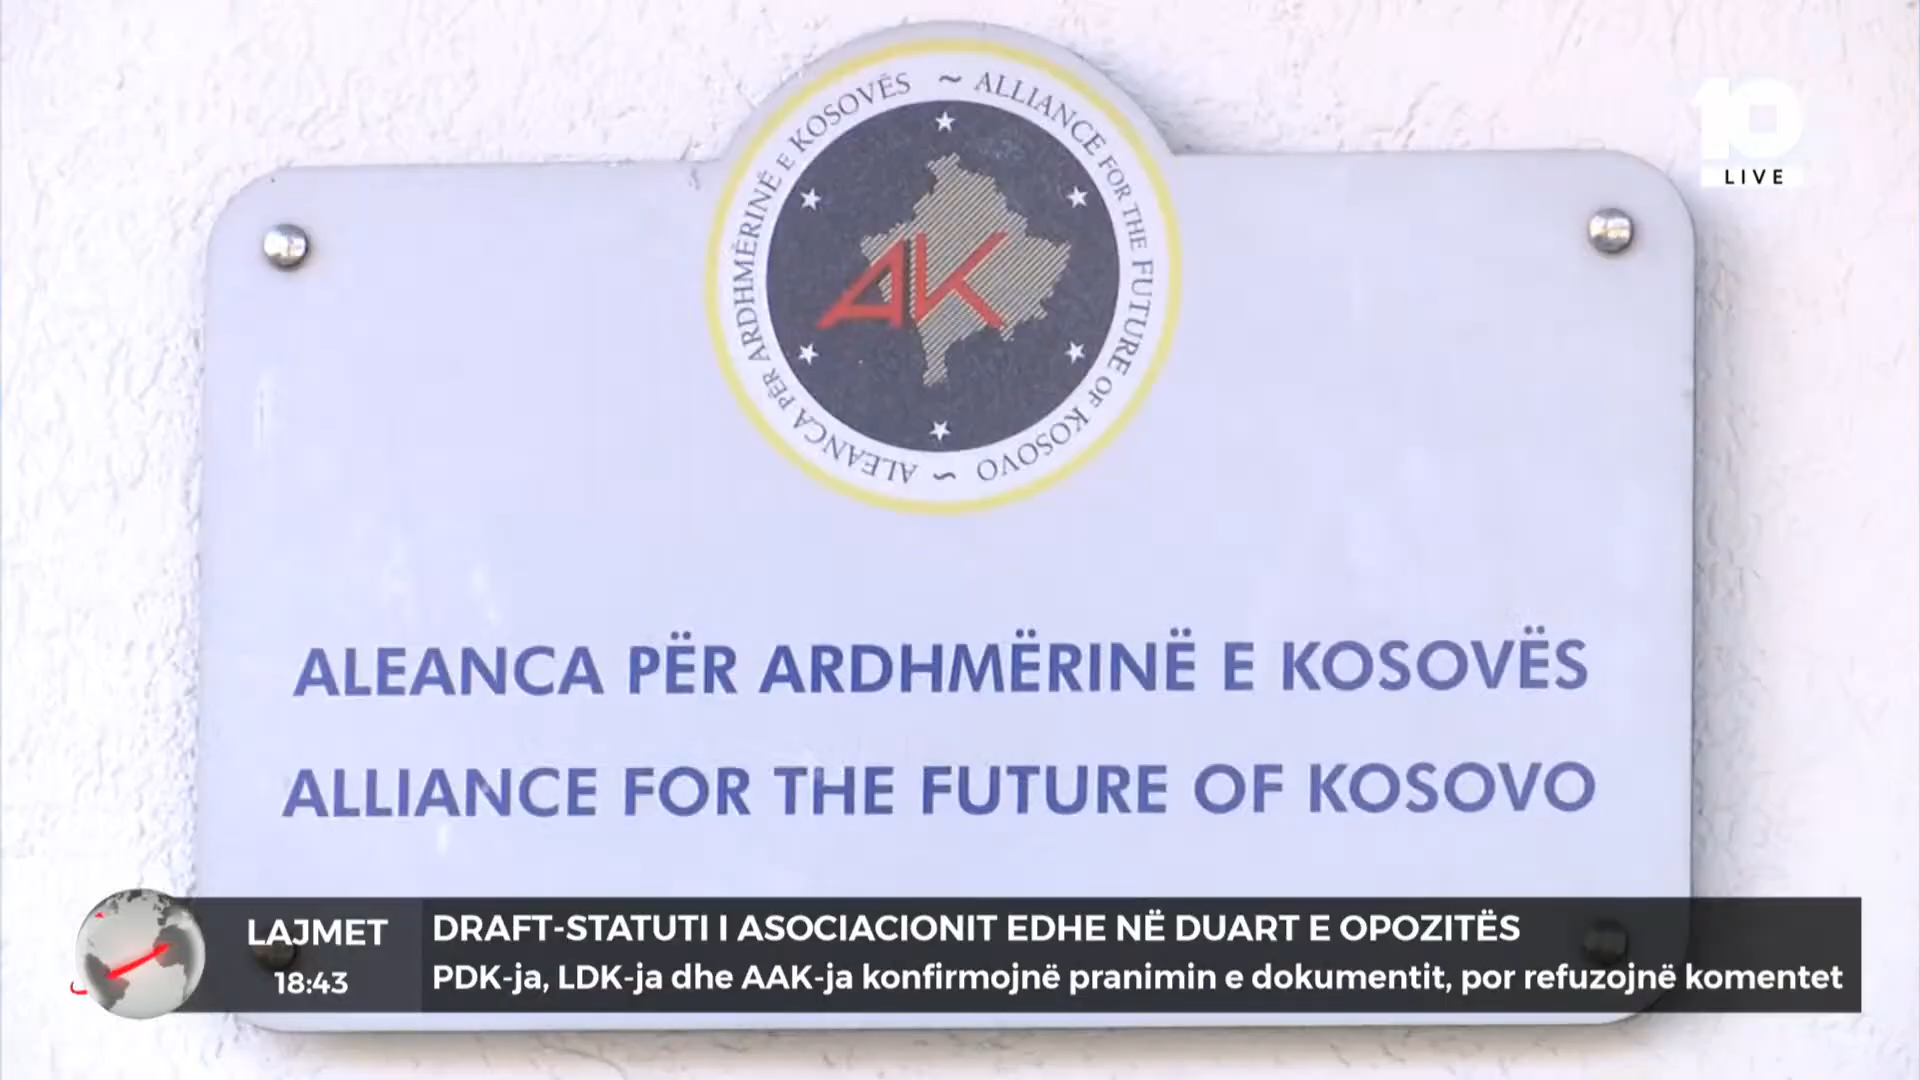 ALEANCA PËR ARDHMËRINË E KOSOVËS ~ ALLIANCE FOR THE FUTURE OF KOSOVO ~
AK
10
LIVE
ALEANCA PËR ARDHMËRINË E KOSOVËS
ALLIANCE FOR THE FUTURE OF KOSOVO
LAJMET
18:43
DRAFT-STATUTI I ASOCIACIONIT EDHE NË DUART E OPOZITËS
PDK-ja, LDK-ja dhe AAK-ja konfirmojnë pranimin e dokumentit, por refuzojnë komentet